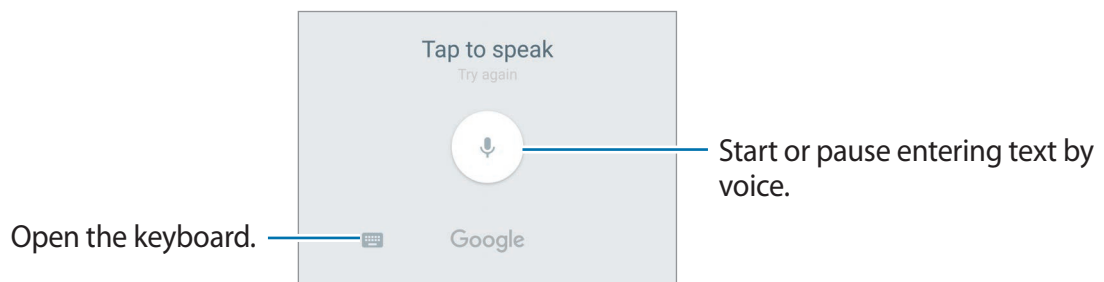 Tap to speak
Try again
Start or pause entering text by
voice.
Open the keyboard.
Google